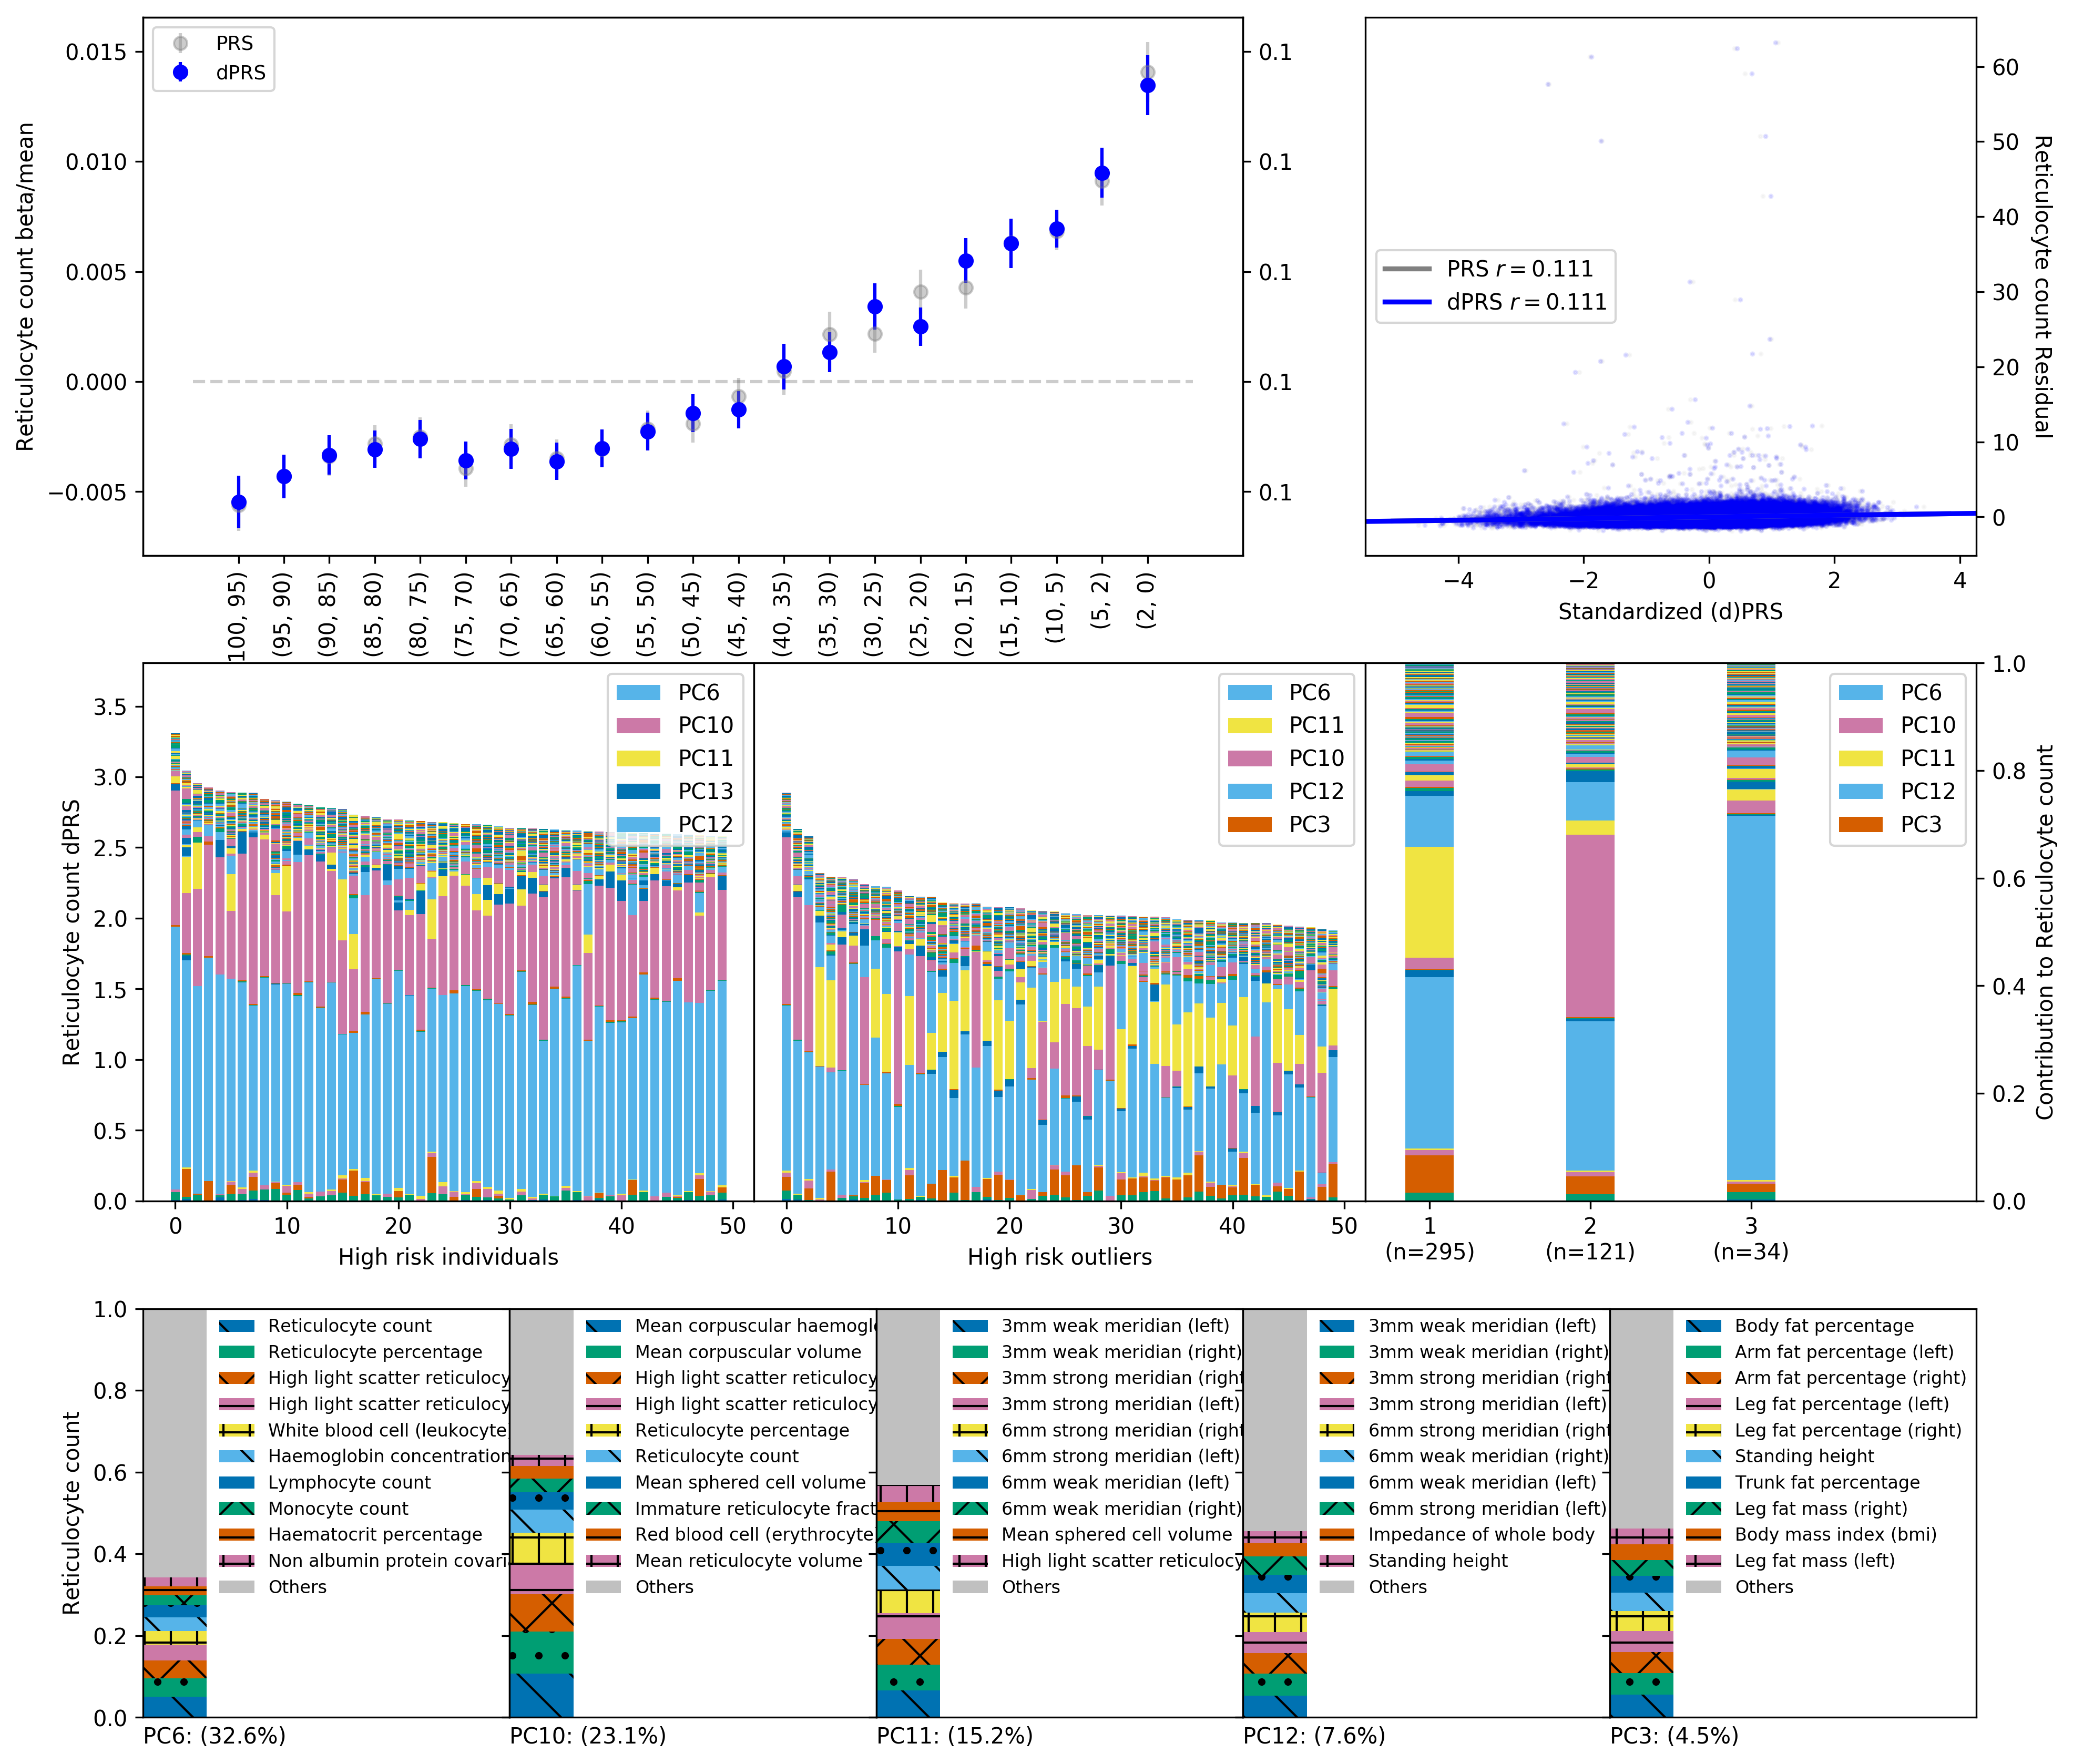 PRS
dPRS
0.015
0.010
0.005
0.000
−0.005
Reticulocyte count beta/mean
0.1
0.1
0.1
0.1
0.1
100, 95)
(95, 90)
(90, 85)
(85, 80)
(80, 75)
(75, 70)
(70, 65)
(65, 60)
(60, 55)
(55, 50)
(50, 45)
(45, 40)
(40, 35)
(35, 30)
(30, 25)
(25, 20)
(20, 15)
(15, 10)
(10, 5)
(5, 2)
(2, 0)
PRS r = 0.111
dPRS r = 0.111
60
50
40
30
20
10
0
Reticulocyte count Residual
−4 −2 0 2 4
Standardized (d)PRS
Reticulocyte count dPRS
3.5
3.0
2.5
2.0
1.5
1.0
0.5
0.0
PC6
PC10
PC11
PC13
PC12
0 10 20 30 40 50
High risk individuals
PC6
PC11
PC10
PC12
PC3
0 10 20 30 40 50
High risk outliers
PC6
PC10
PC11
PC12
PC3
1 2 3
(n=295) (n=121) (n=34)
1.0
0.8
0.6
0.4
0.2
0.0
Contribution to Reticulocyte count
Reticulocyte count
1.0
0.8
0.6
0.4
0.2
0.0
Reticulocyte count
Reticulocyte percentage
High light scatter reticulocy
High light scatter reticulocy
White blood cell (leukocyte
Haemoglobin concentration
Lymphocyte count
Monocyte count
Haematocrit percentage
Non albumin protein covari
Others
PC6: (32.6%)
Mean corpuscular haemogl
Mean corpuscular volume
High light scatter reticulocy
High light scatter reticulocy
Reticulocyte percentage
Reticulocyte count
Mean sphered cell volume
Immature reticulocyte fract
Red blood cell (erythrocyte
Mean reticulocyte volume
Others
PC10: (23.1%)
3mm weak meridian (left)
3mm weak meridian (right)
3mm strong meridian (right
3mm strong meridian (left)
6mm strong meridian (right
6mm strong meridian (left)
6mm weak meridian (left)
6mm weak meridian (right)
Mean sphered cell volume
High light scatter reticulocy
Others
PC11: (15.2%)
3mm weak meridian (left)
3mm weak meridian (right)
3mm strong meridian (right
3mm strong meridian (left)
6mm strong meridian (right
6mm weak meridian (right)
6mm weak meridian (left)
6mm strong meridian (left)
Impedance of whole body
Standing height
Others
PC12: (7.6%)
Body fat percentage
Arm fat percentage (left)
Arm fat percentage (right)
Leg fat percentage (left)
Leg fat percentage (right)
Standing height
Trunk fat percentage
Leg fat mass (right)
Body mass index (bmi)
Leg fat mass (left)
Others
PC3: (4.5%)